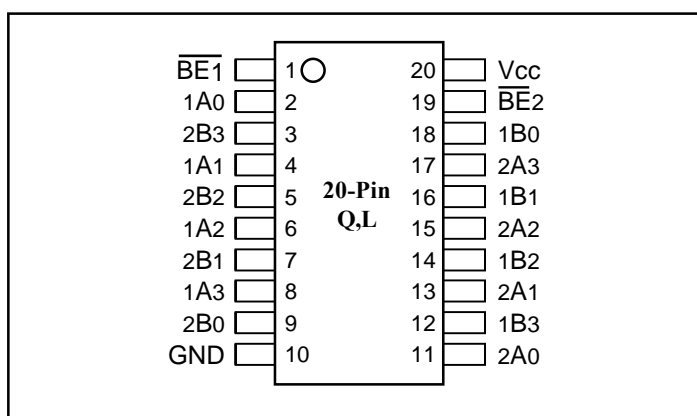 B̅E̅1 1 20 Vcc
1A0 2 19 B̅E̅2
2B3 3 18 1B0
1A1 4 17 2A3
2B2 5 20-Pin 16 1B1
1A2 6 Q,L 15 2A2
2B1 7 14 1B2
1A3 8 13 2A1
2B0 9 12 1B3
GND 10 11 2A0